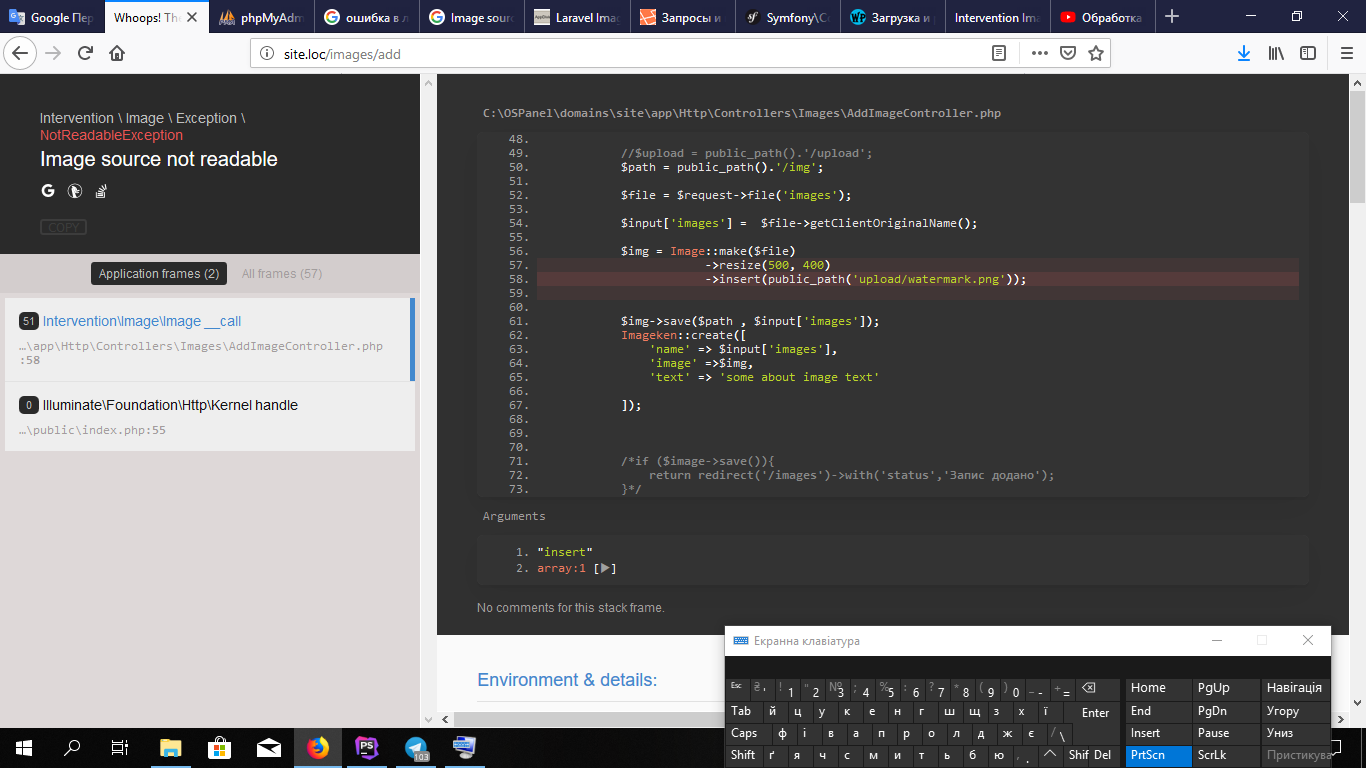 Google Пер
Whoops! The
phpMyAdm
ошибка в л
Image sour
Laravel Imag
Запросы и
Symfony\Co
Загрузка и
Intervention Ima
Обработка
site.loc/images/add
Intervention \ Image \ Exception \
NotReadableException
Image source not readable
COPY
Application frames (2) All frames (57)
51 Intervention\Image\Image __call
…\app\Http\Controllers\Images\AddImageController.php
:58
0 Illuminate\Foundation\Http\Kernel handle
…\public\index.php:55
C:\OSPanel\domains\site\app\Http\Controllers\Images\AddImageController.php
48.
49. //$upload = public_path().'/upload';
50. $path = public_path().'/img';
51.
52. $file = $request->file('images');
53.
54. $input['images'] =  $file->getClientOriginalName();
55.
56. $img = Image::make($file)
57. ->resize(500, 400)
58. ->insert(public_path('upload/watermark.png'));
59.
60.
61. $img->save($path , $input['images']);
62. Imageken::create([
63. 'name' => $input['images'],
64. 'image' =>$img,
65. 'text' => 'some about image text'
66.
67. ]);
68.
69.
70.
71. /*if ($image->save()){
72. return redirect('/images')->with('status','Запис додано');
73. }*/
Arguments
1. "insert"
2. array:1 [▶]
No comments for this stack frame.
Environment & details:
Екранна клавіатура
Esc ₴ ' ! 1 " 2 № 3 ; 4 % 5 : 6 ? 7 * 8 ( 9 ) 0 _ - + = Home PgUp Навігація
Tab й ц у к е н г ш щ з х ї Enter End PgDn Угору
Caps ф і в а п р о л д ж є / \ Insert Pause Униз
Shift ґ я ч с м и т ь б ю , . ^ Shif Del PrtScn ScrLk Пристикува
103
PS